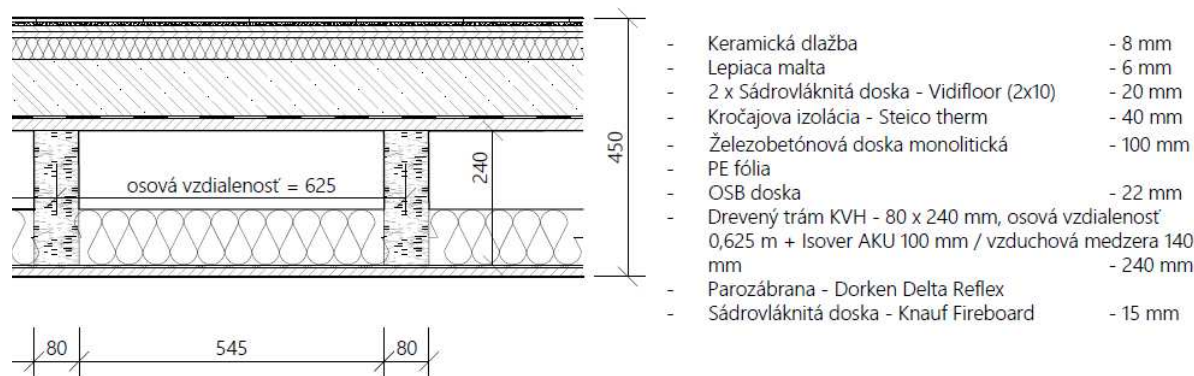 - Keramická dlažba - 8 mm
- Lepiaca malta - 6 mm
- 2 x Sádrovláknitá doska - Vidifloor (2x10) - 20 mm
- Kročajova izolácia - Steico therm - 40 mm
- Železobetónová doska monolitická - 100 mm
- PE fólia
- OSB doska - 22 mm
- Drevený trám KVH - 80 x 240 mm, osová vzdialenosť
0,625 m + Isover AKU 100 mm / vzduchová medzera 140
mm - 240 mm
- Parozábrana - Dorken Delta Reflex
- Sádrovláknitá doska - Knauf Fireboard - 15 mm
osová vzdialenosť = 625
240
450
80
545
80